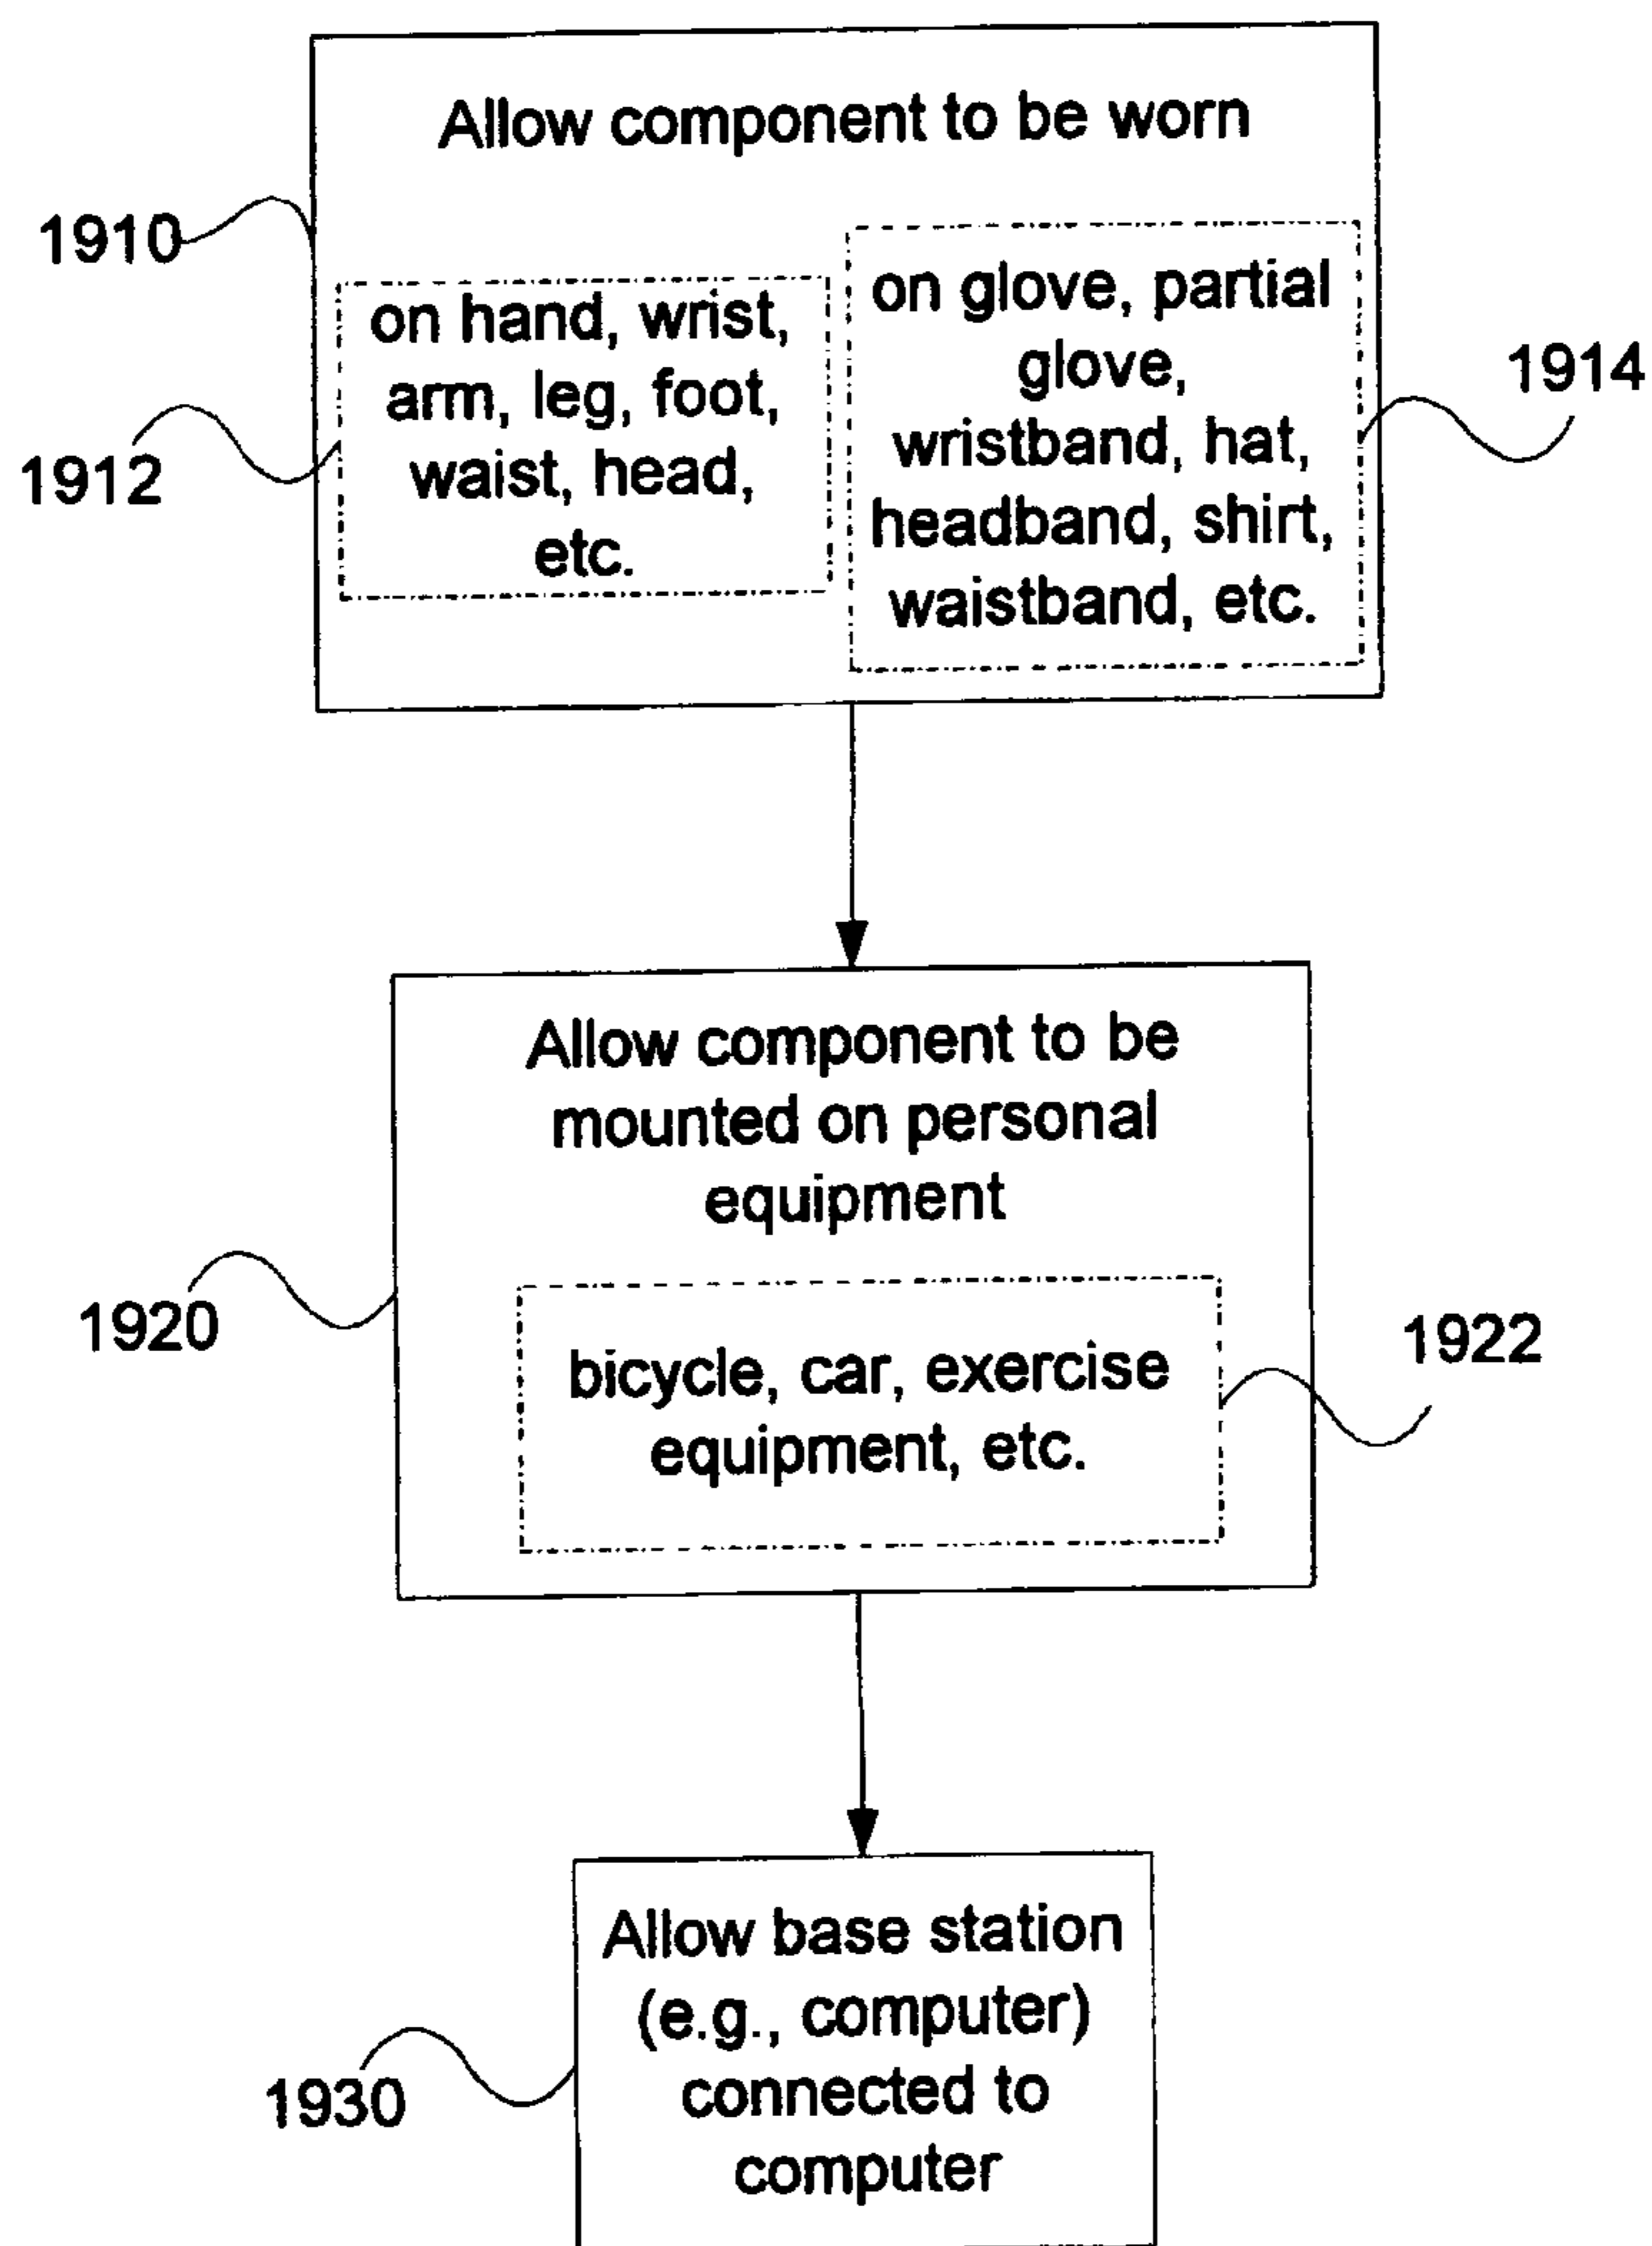 Allow component to be worn
1910
on hand, wrist,
arm, leg, foot,
waist, head,
etc.
1912
on glove, partial
glove,
wristband, hat,
headband, shirt,
waistband, etc.
1914
Allow component to be
mounted on personal
equipment
1920
bicycle, car, exercise
equipment, etc.
1922
Allow base station
(e.g., computer)
connected to
computer
1930